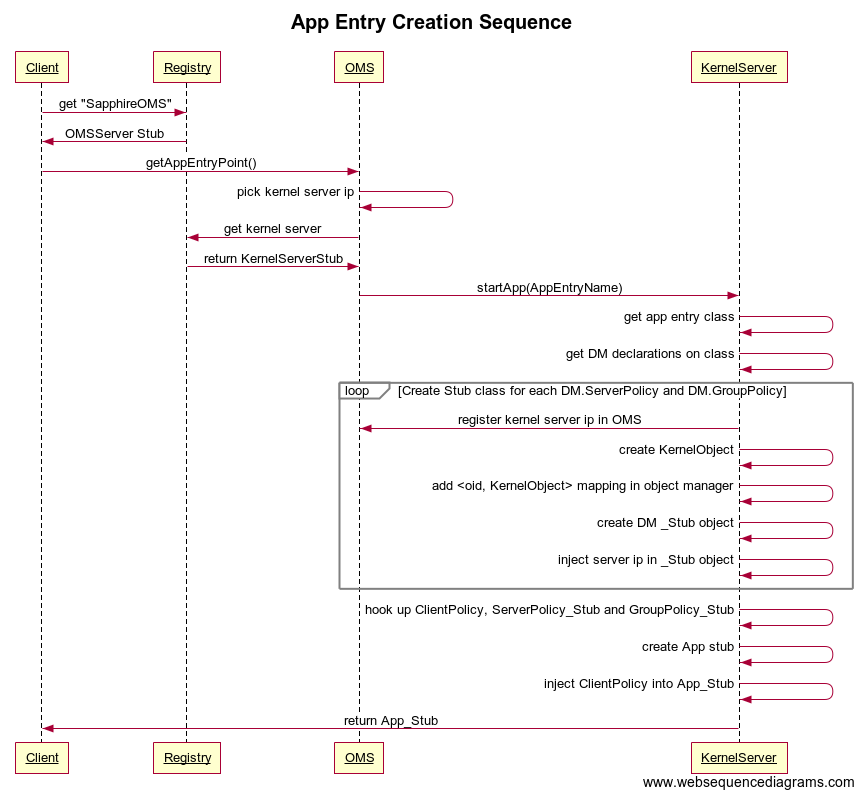 App Entry Creation Sequence
Client
Registry
OMS
KernelServer
get "SapphireOMS"
OMSServer Stub
getAppEntryPoint()
pick kernel server ip
get kernel server
return KernelServerStub
startApp(AppEntryName)
get app entry class
get DM declarations on class
loop
[Create Stub class for each DM.ServerPolicy and DM.GroupPolicy]
register kernel server ip in OMS
create KernelObject
add <oid, KernelObject> mapping in object manager
create DM _Stub object
inject server ip in _Stub object
hook up ClientPolicy, ServerPolicy_Stub and GroupPolicy_Stub
create App stub
inject ClientPolicy into App_Stub
return App_Stub
Client
Registry
OMS
KernelServer
www.websequencediagrams.com